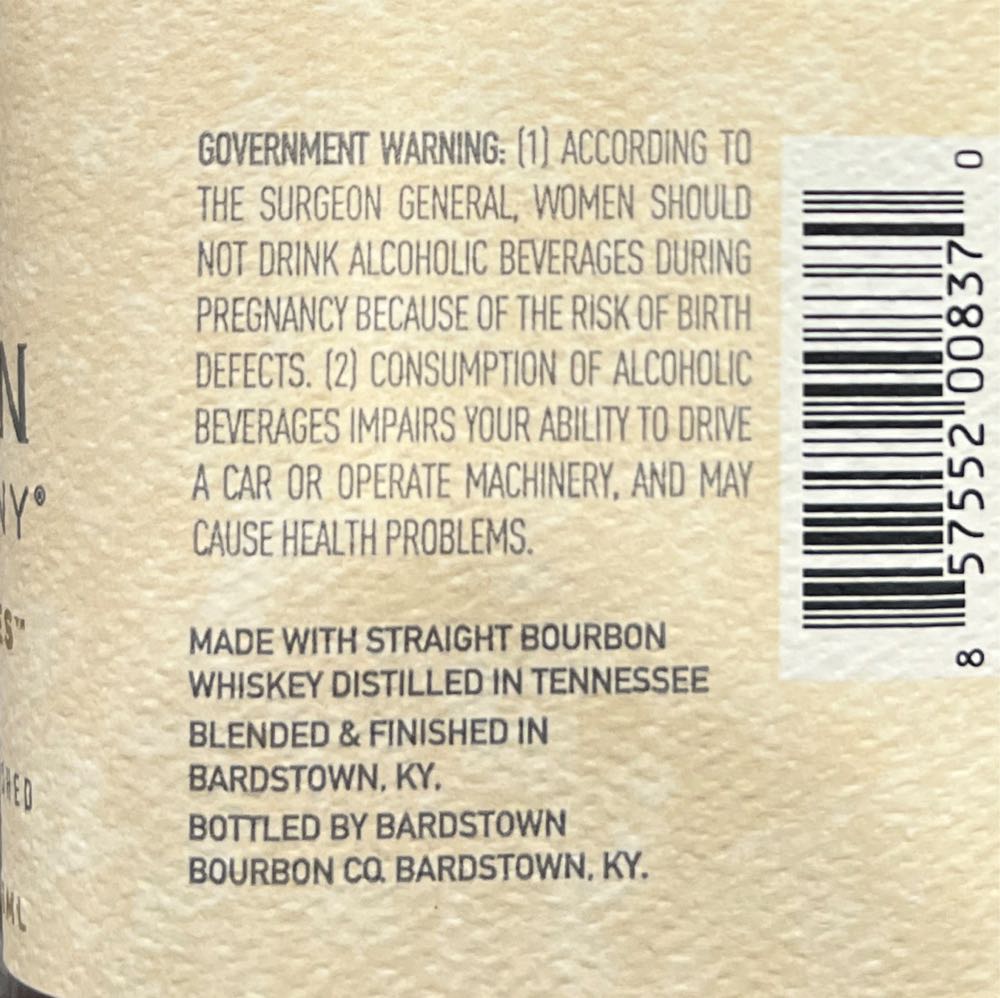 GOVERNMENT WARNING: (1) ACCORDING TO
THE SURGEON GENERAL, WOMEN SHOULD
NOT DRINK ALCOHOLIC BEVERAGES DURING
PREGNANCY BECAUSE OF THE RISK OF BIRTH
DEFECTS. (2) CONSUMPTION OF ALCOHOLIC
BEVERAGES IMPAIRS YOUR ABILITY TO DRIVE
A CAR OR OPERATE MACHINERY, AND MAY
CAUSE HEALTH PROBLEMS.
MADE WITH STRAIGHT BOURBON
WHISKEY DISTILLED IN TENNESSEE
BLENDED & FINISHED IN
BARDSTOWN, KY.
BOTTLED BY BARDSTOWN
BOURBON CO. BARDSTOWN, KY.
8 57552 00837 0